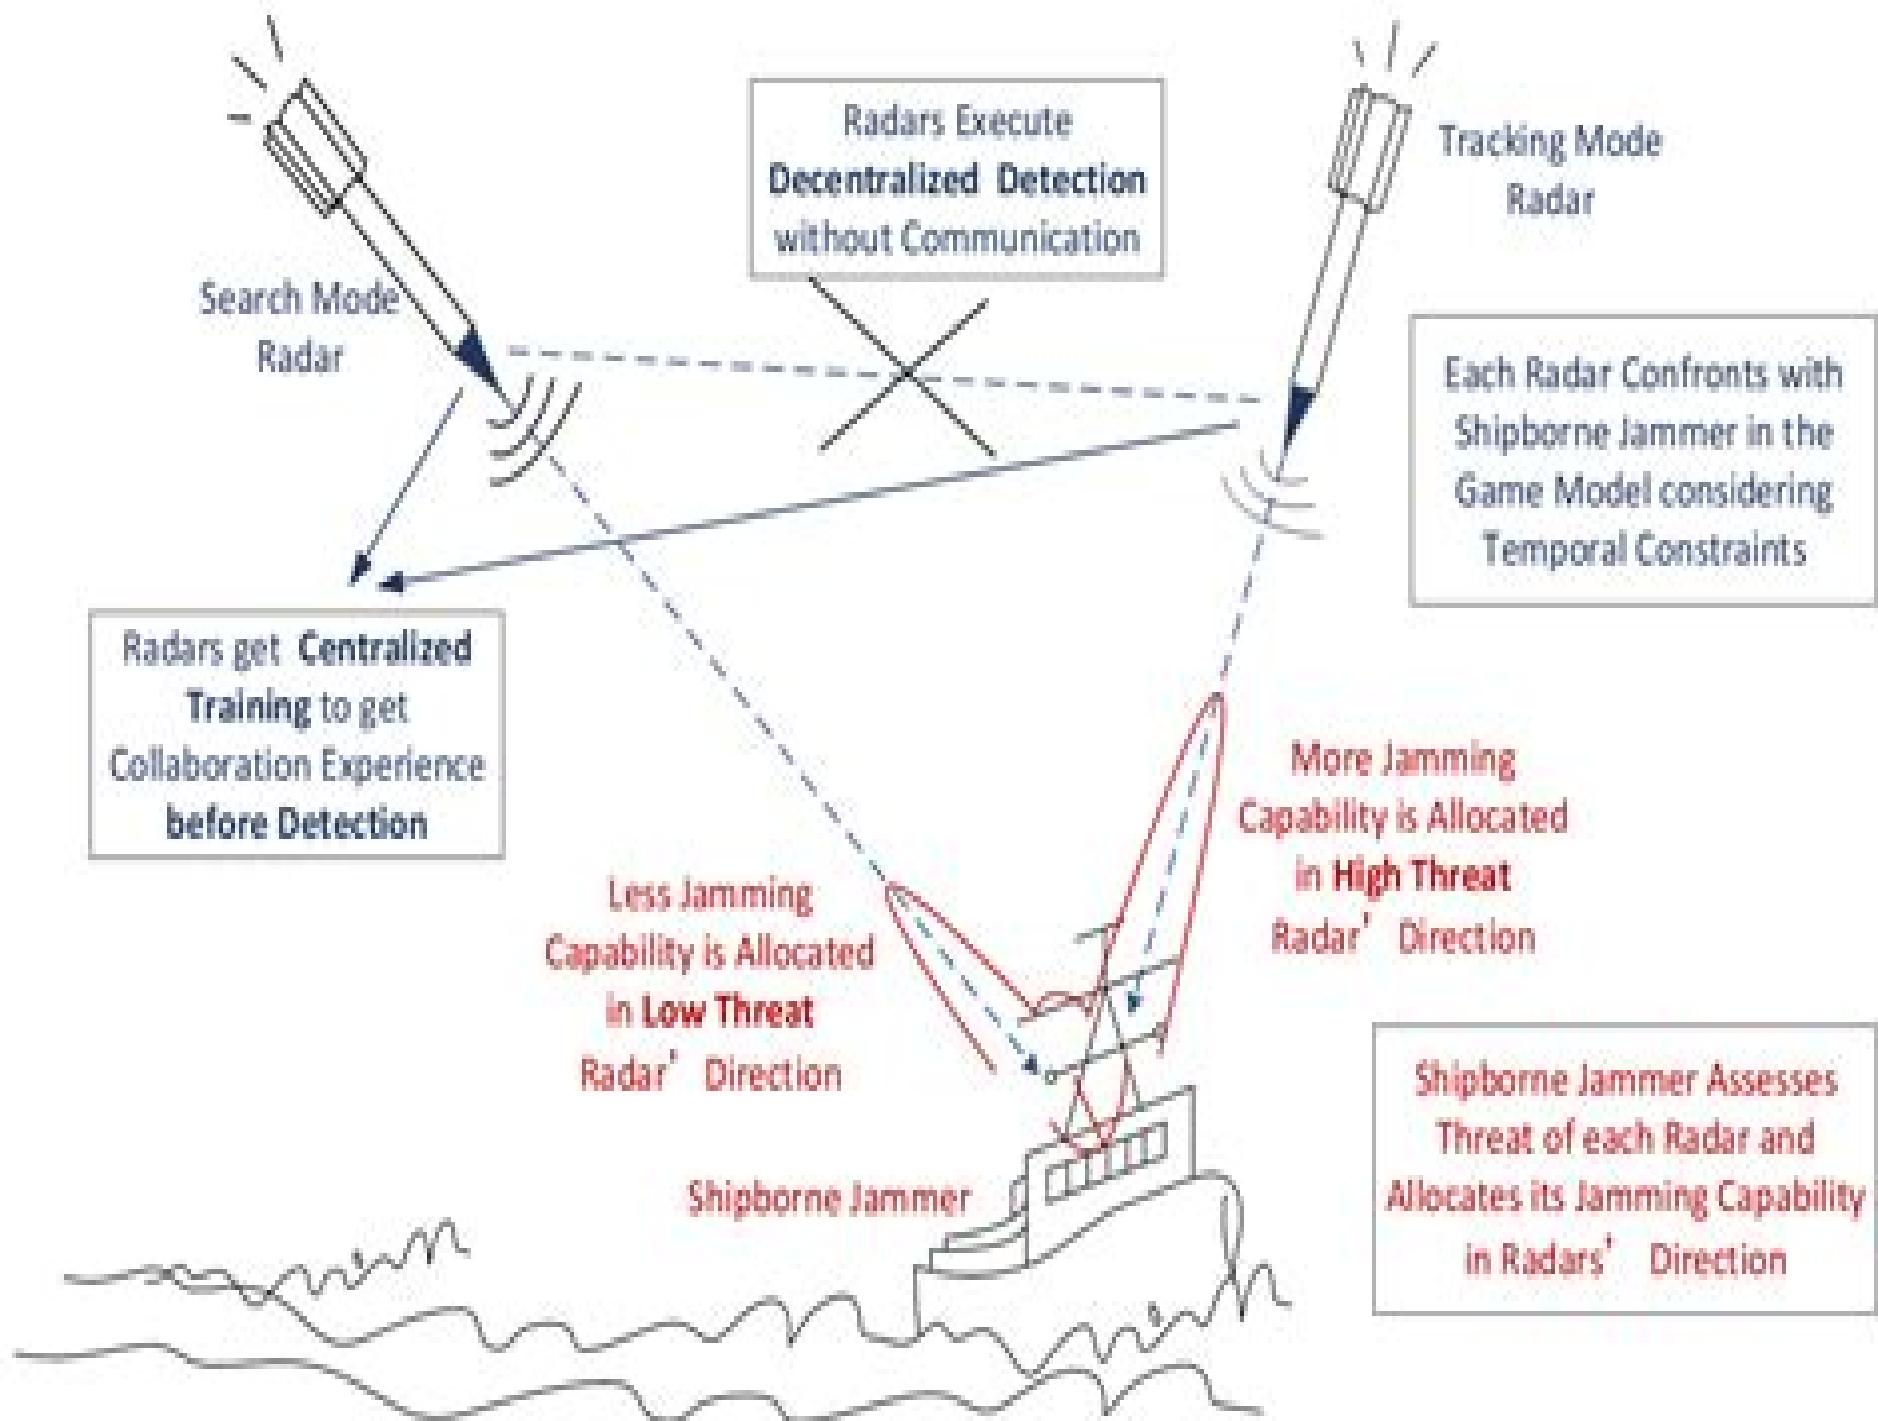 Radars Execute
Decentralized Detection
without Communication
Tracking Mode
Radar
Search Mode
Radar
Each Radar Confronts with
Shipborne Jammer in the
Game Model considering
Temporal Constraints
Radars get Centralized
Training to get
Collaboration Experience
before Detection
More Jamming
Capability is Allocated
in High Threat
Radar' Direction
Less Jamming
Capability is Allocated
in Low Threat
Radar' Direction
Shipborne Jammer Assesses
Threat of each Radar and
Allocates its Jamming Capability
in Radars' Direction
Shipborne Jammer